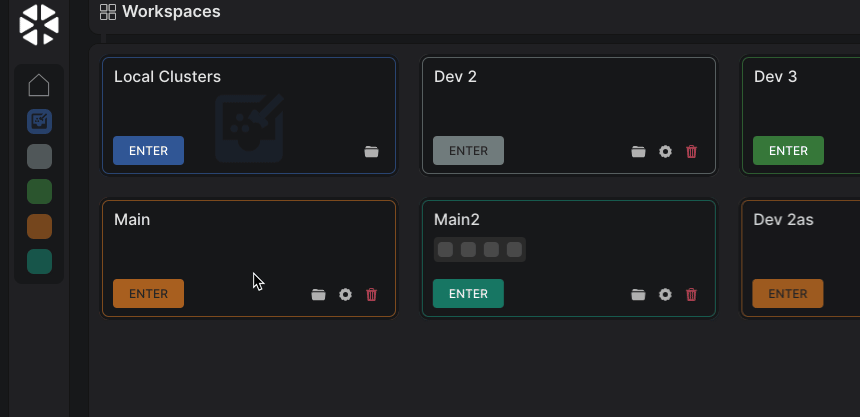 Workspaces
Local Clusters
Dev 2
Dev 3
ENTER
ENTER
ENTER
Main
Main2
Dev 2as
ENTER
ENTER
ENTER